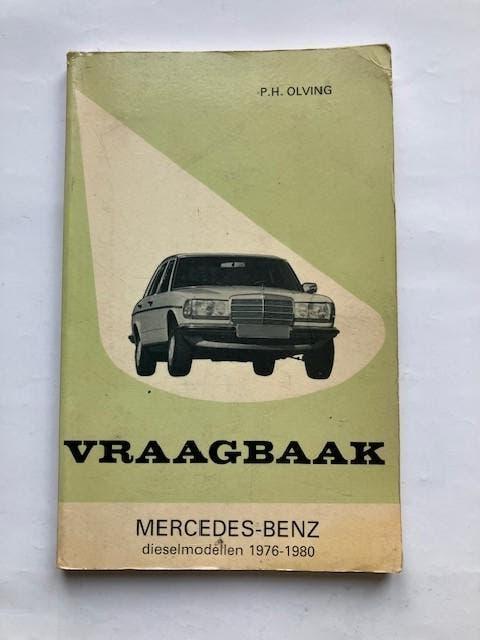 P.H. OLVING
VRAAGBAAK
MERCEDES-BENZ
dieselmodellen 1976-1980